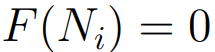 F(N_i) = 0